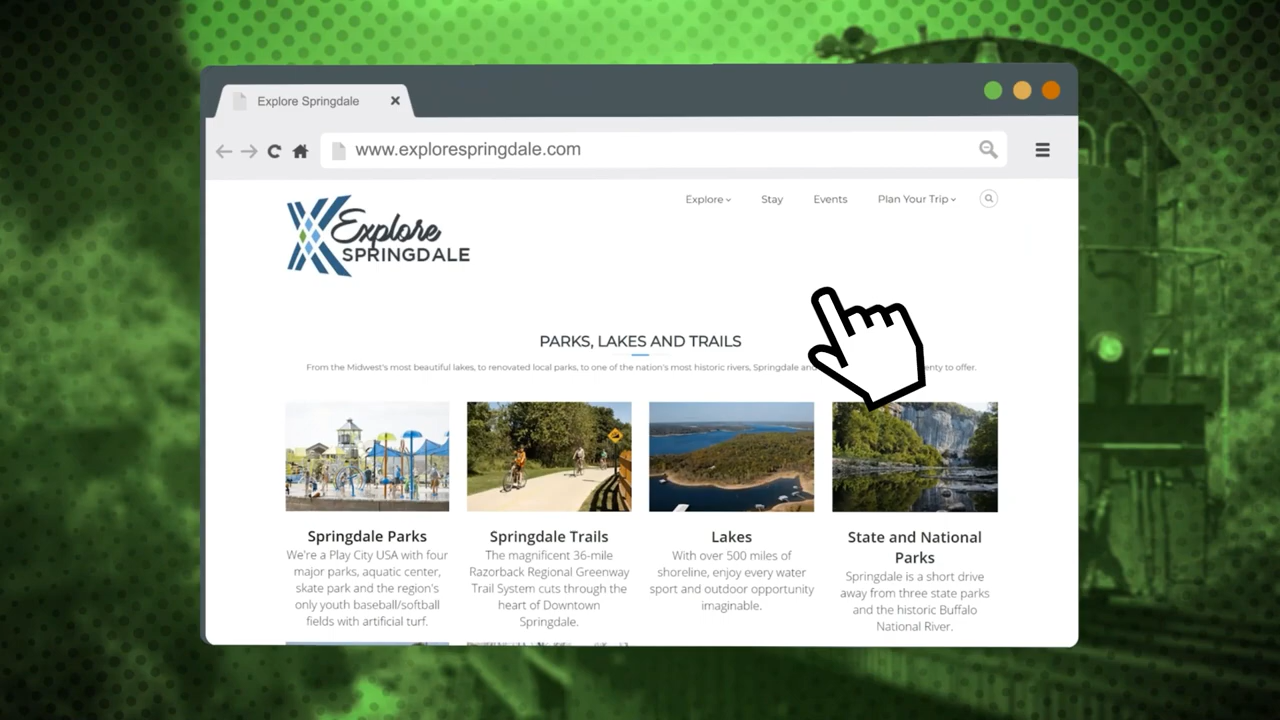 Explore Springdale
www.explorespringdale.com
Explore Stay Events Plan Your Trip
Explore
SPRINGDALE
PARKS, LAKES AND TRAILS
From the Midwest's most beautiful lakes, to renovated local parks, to one of the nation's most historic rivers, Springdale and to offer.
Springdale Parks
We're a Play City USA with four
major parks, aquatic center,
skate park and the region's
only youth baseball/softball
fields with artificial turf.
Springdale Trails
The magnificent 36-mile
Razorback Regional Greenway
Trail System cuts through the
heart of Downtown
Springdale.
Lakes
With over 500 miles of
shoreline, enjoy every water
sport and outdoor opportunity
imaginable.
State and National
Parks
Springdale is a short drive
away from three state parks
and the historic Buffalo
National River.